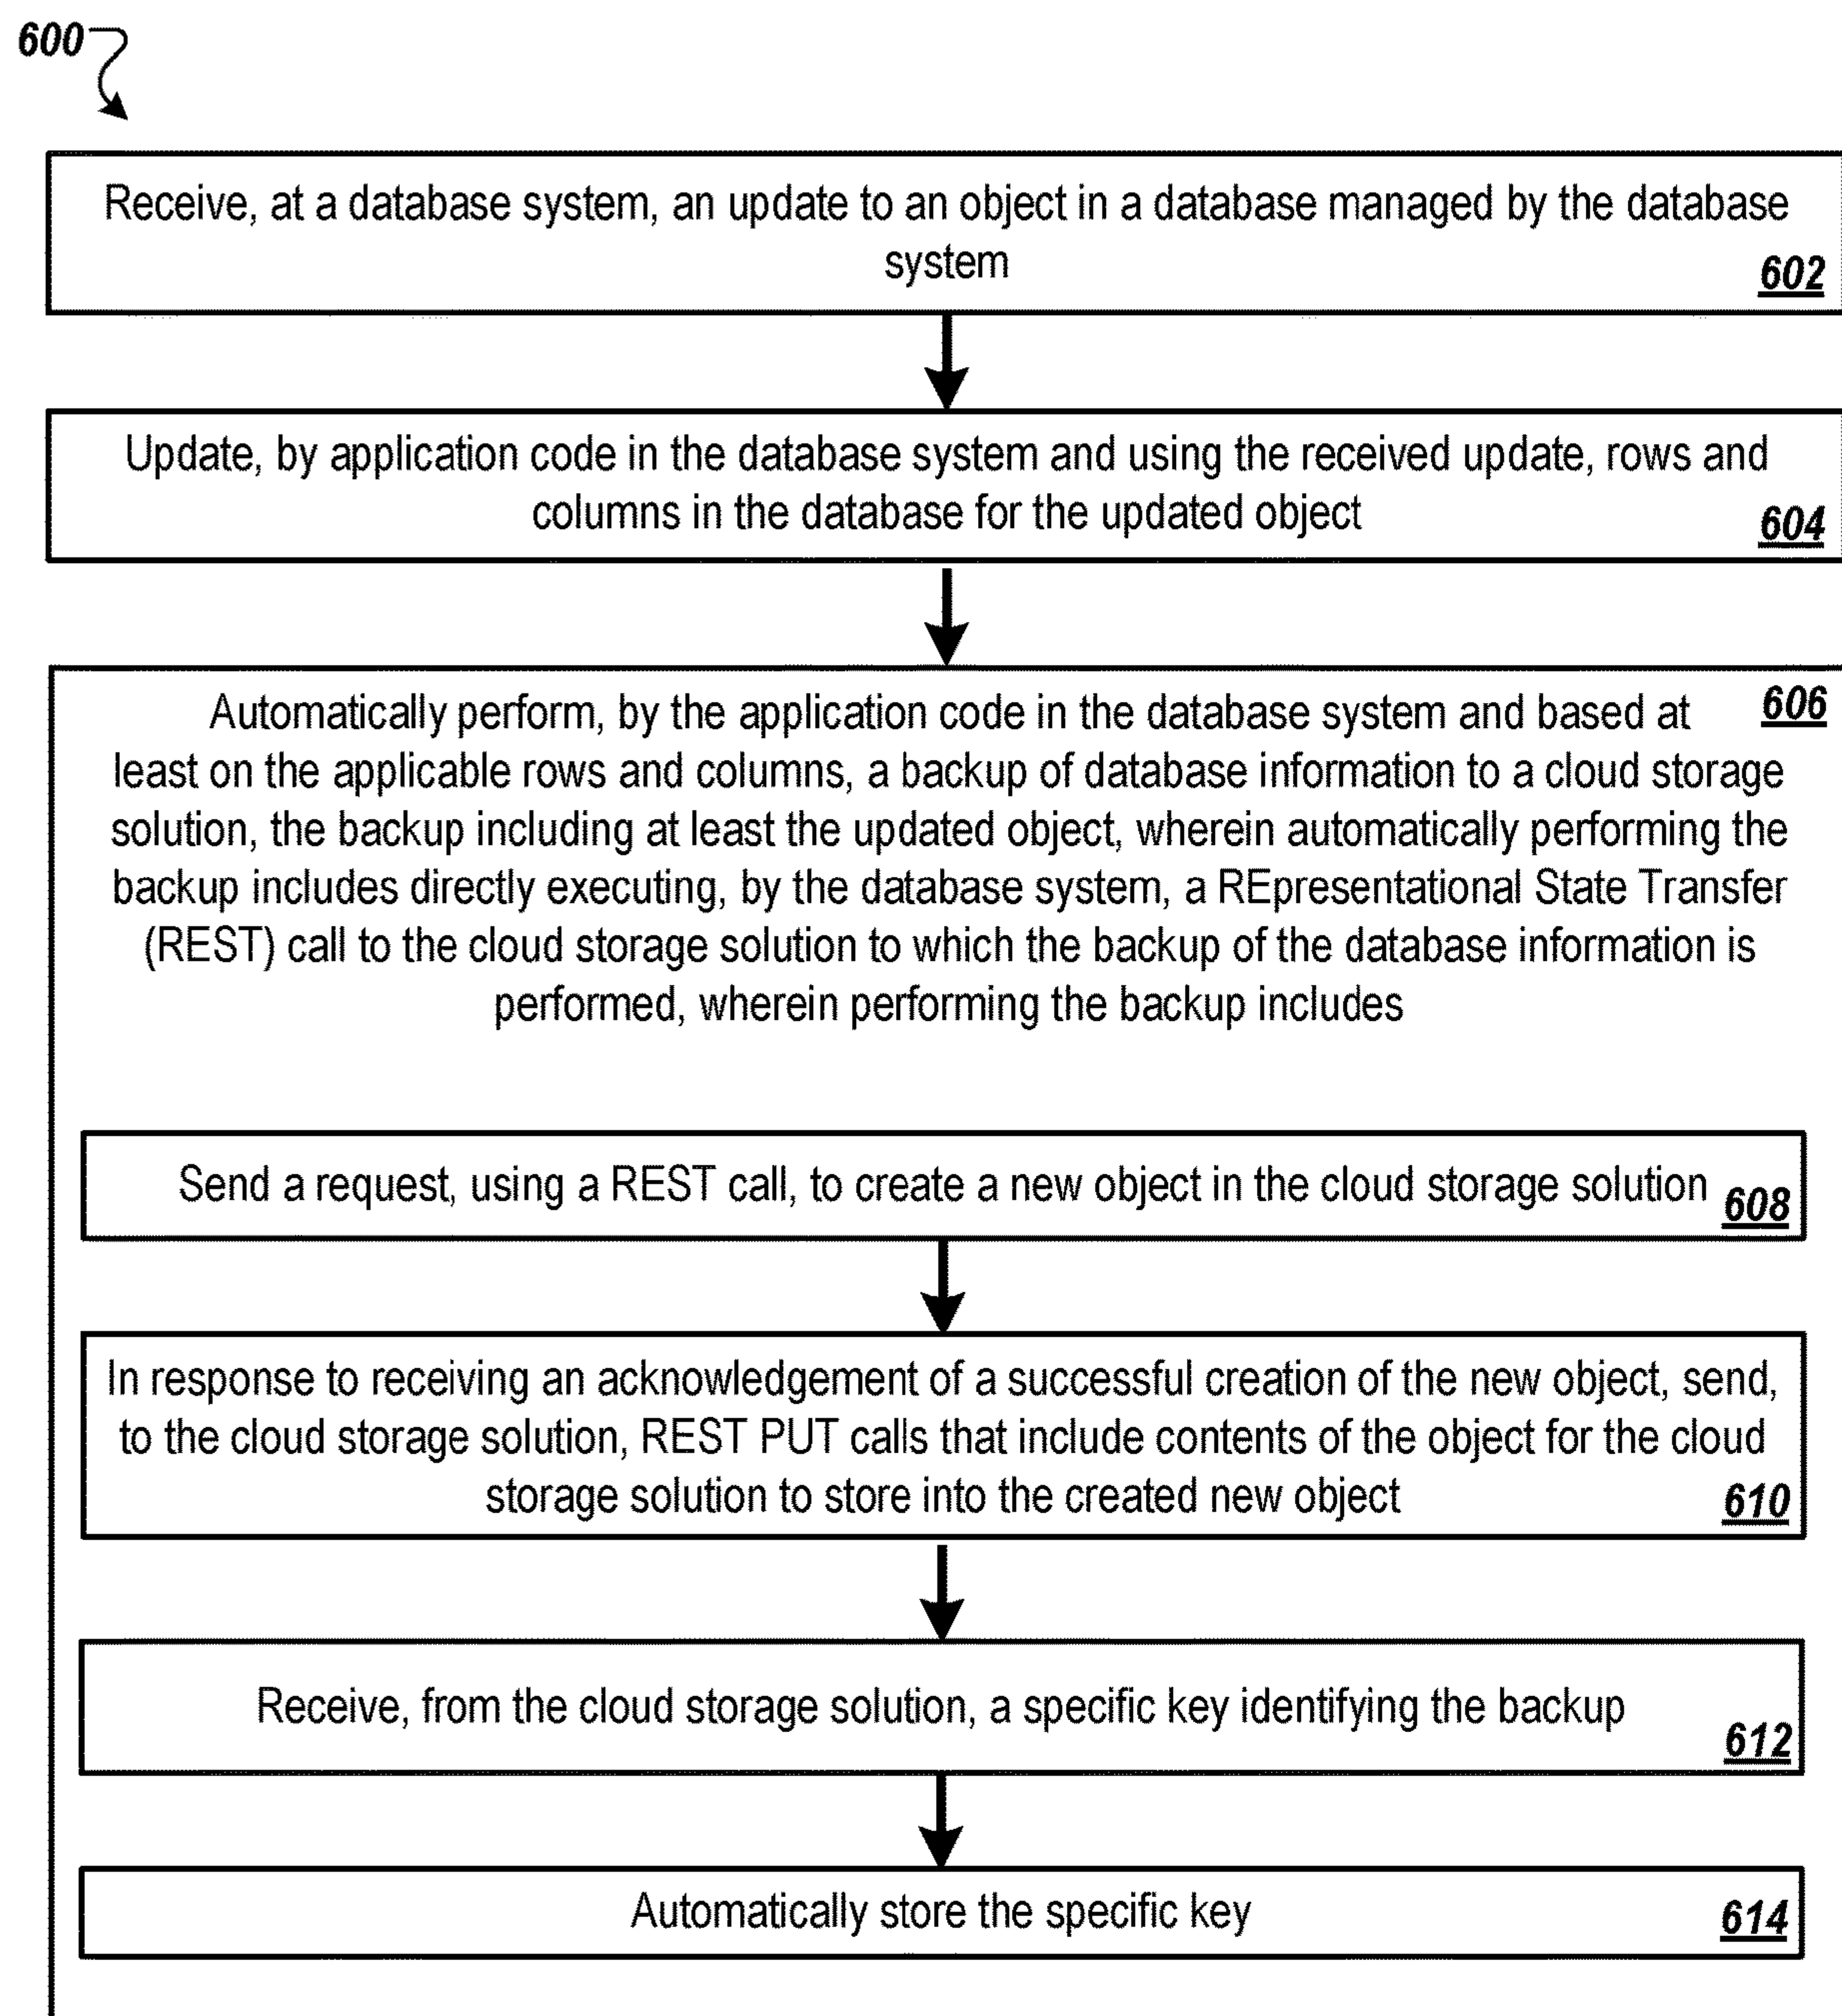 600
Receive, at a database system, an update to an object in a database managed by the database
system
602
Update, by application code in the database system and using the received update, rows and
columns in the database for the updated object
604
606
Automatically perform, by the application code in the database system and based at
least on the applicable rows and columns, a backup of database information to a cloud storage
solution, the backup including at least the updated object, wherein automatically performing the
backup includes directly executing, by the database system, a REpresentational State Transfer
(REST) call to the cloud storage solution to which the backup of the database information is
performed, wherein performing the backup includes
Send a request, using a REST call, to create a new object in the cloud storage solution
608
In response to receiving an acknowledgement of a successful creation of the new object, send,
to the cloud storage solution, REST PUT calls that include contents of the object for the cloud
storage solution to store into the created new object
610
Receive, from the cloud storage solution, a specific key identifying the backup
612
Automatically store the specific key
614